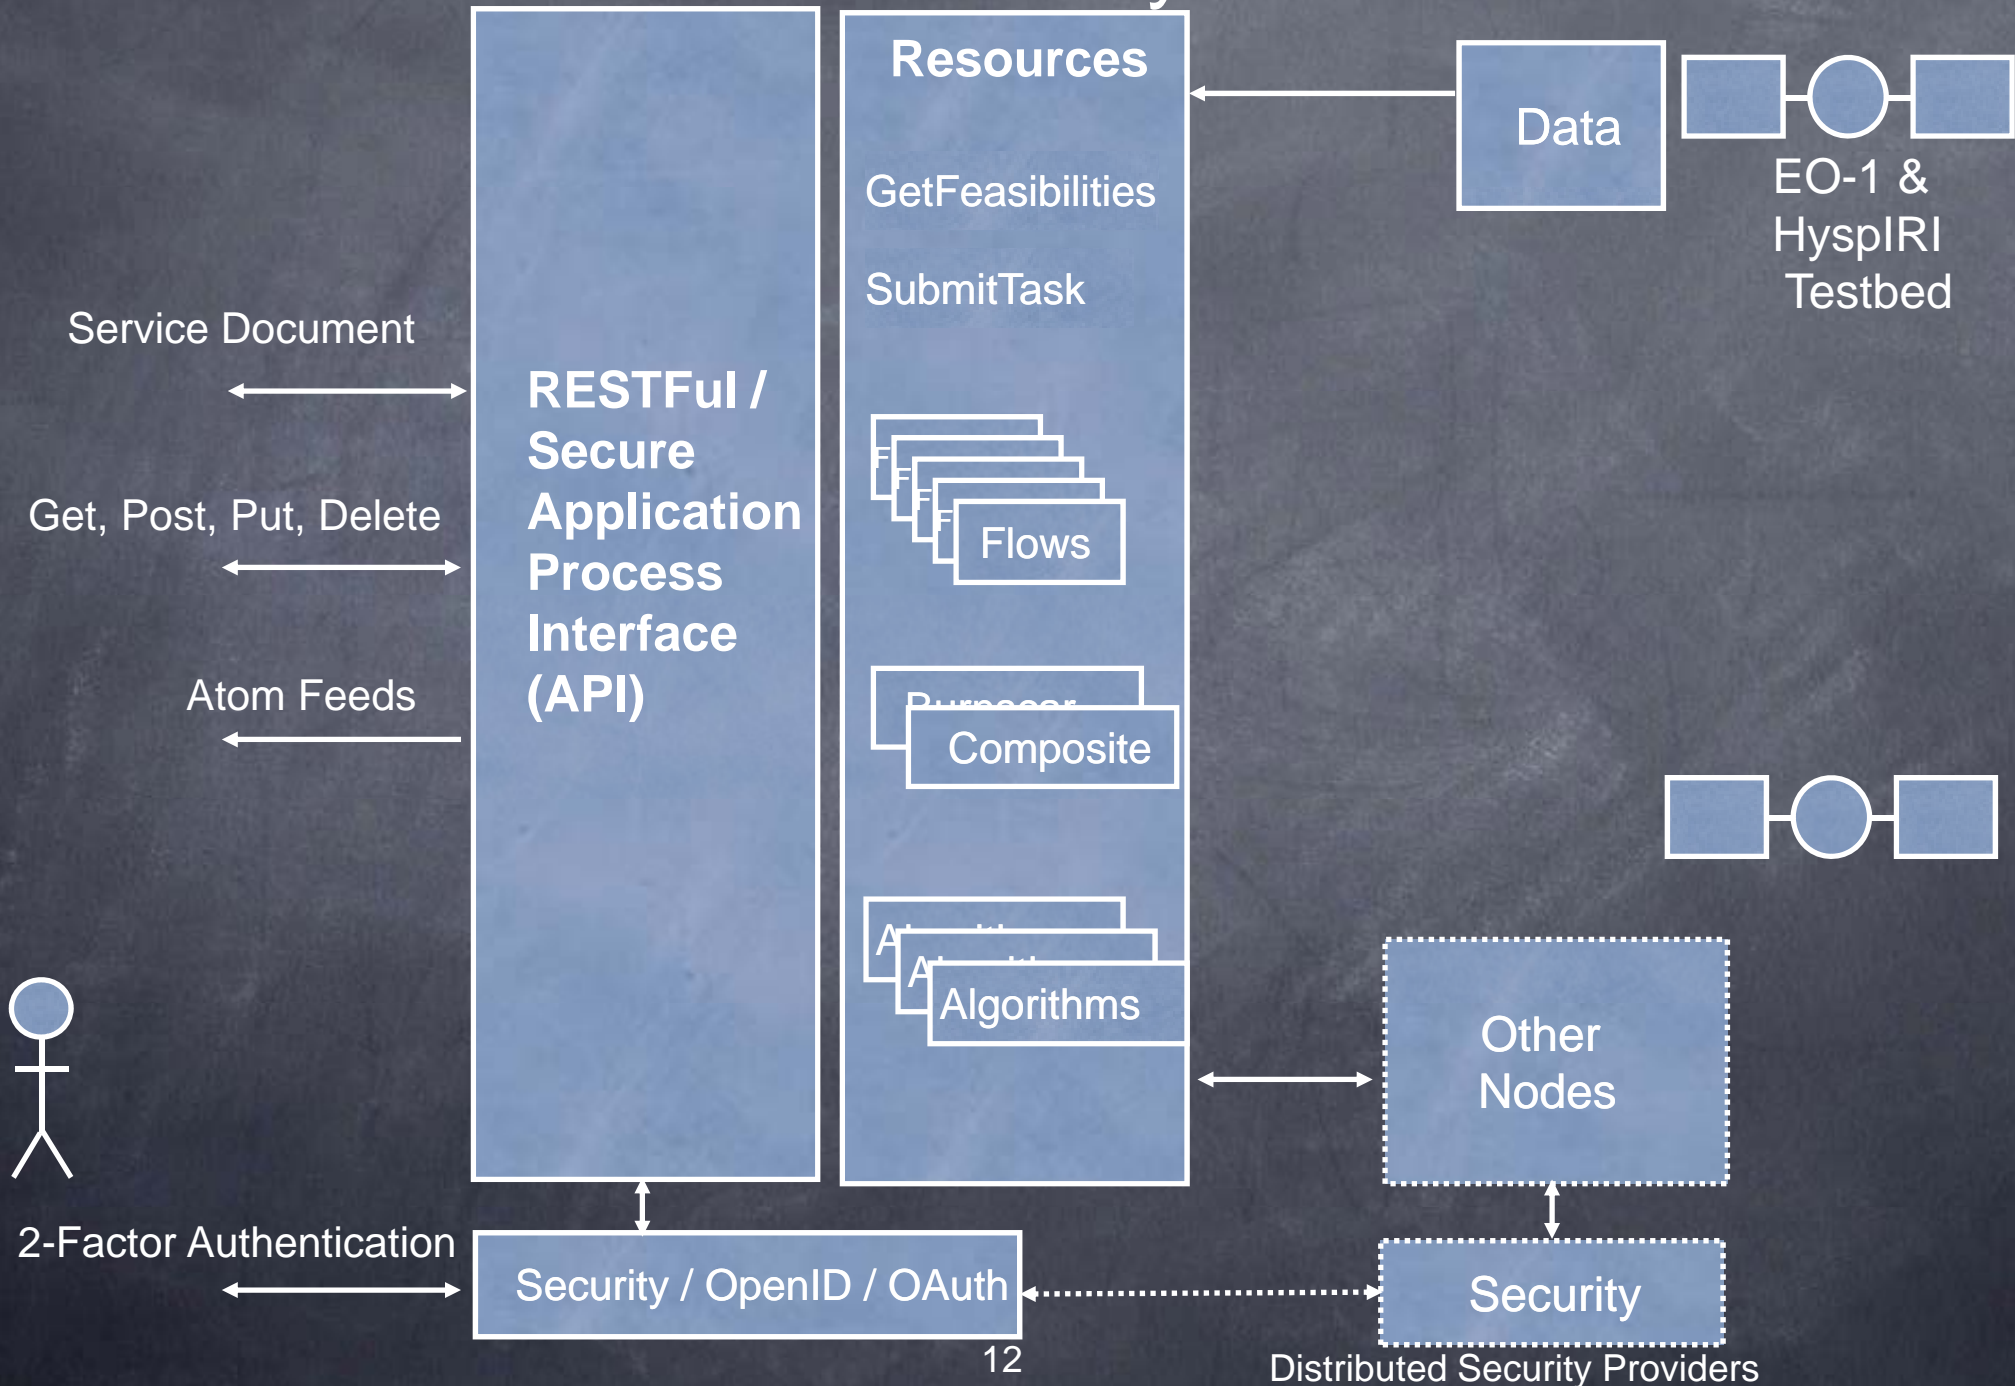 Resources
Data
GetFeasibilities
EO-1 &
HyspIRI
Testbed
SubmitTask
Service Document
RESTFul /
Secure
Application
Process
Interface
(API)
Get, Post, Put, Delete
F
F
F
F
Flows
Atom Feeds
Composite
Algorithms
Other
Nodes
2-Factor Authentication
Security / OpenID / OAuth
Security
12
Distributed Security Providers